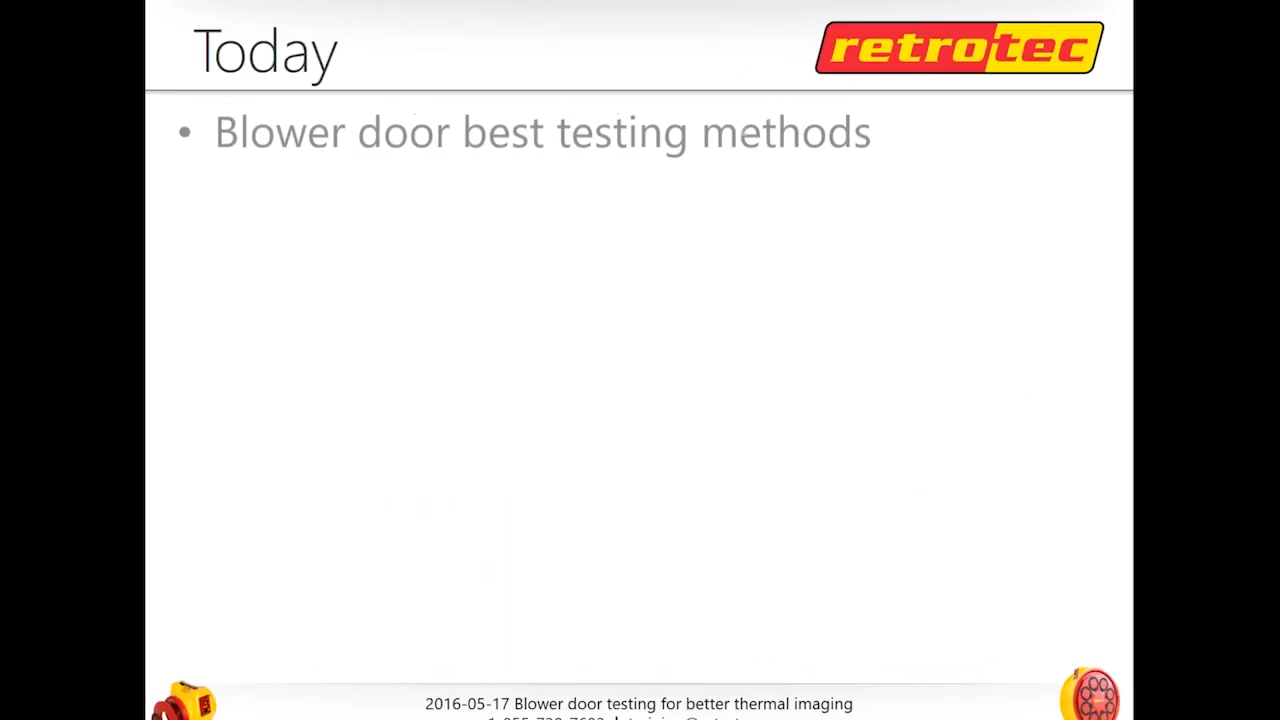 Today
retrotec
• Blower door best testing methods
2016-05-17 Blower door testing for better thermal imaging